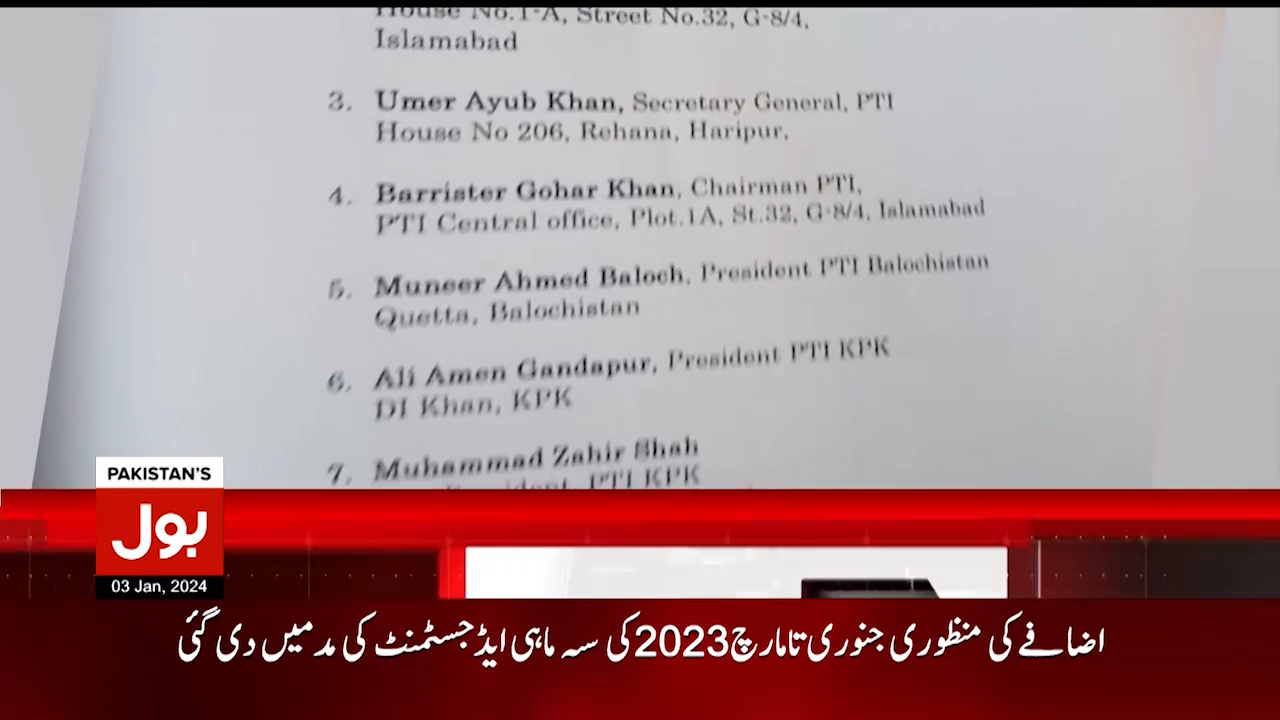 House No.1-A, Street No.32, G-8/4,
Islamabad
3. Umer Ayub Khan, Secretary General, PTI
House No 206, Rehana, Haripur,
4. Barrister Gohar Khan, Chairman PTI,
PTI Central office, Plot.1A, St.32, G-8/4, Islamabad
5. Muneer Ahmed Baloch, President PTI Balochistan
Quetta, Balochistan
6. Ali Amen Gandapur, President PTI KPK
DI Khan, KPK
7. Muhammad Zahir Shah
President, PTI KPK
PAKISTAN'S
بول
03 Jan, 2024
اضافے کی منظوری جنوری تا مارچ 2023 کی سہ ماہی ایڈجسٹمنٹ کی مد میں دی گئی